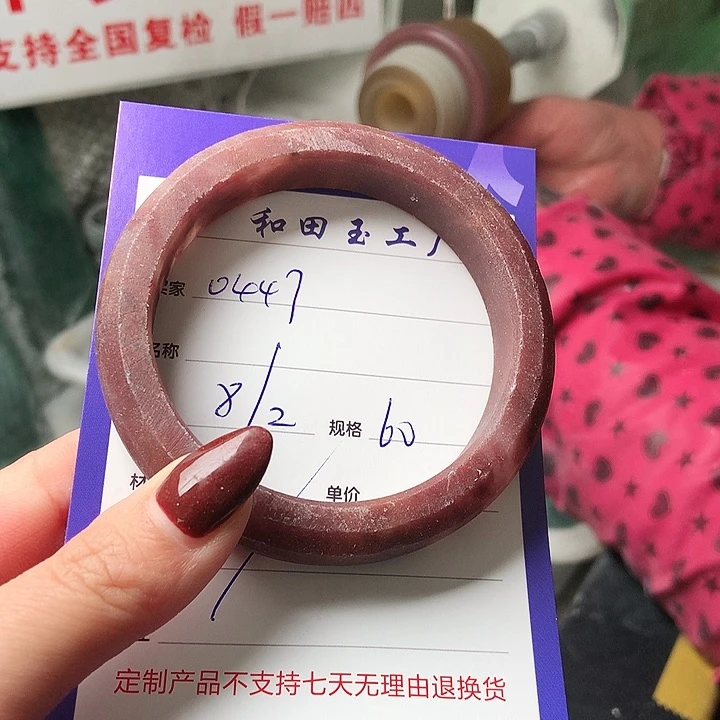 支持全国复检 假一赔四
和田玉工厂
买家 0447
名称
8/2 规格 60
材
单价
定制产品不支持七天无理由退换货